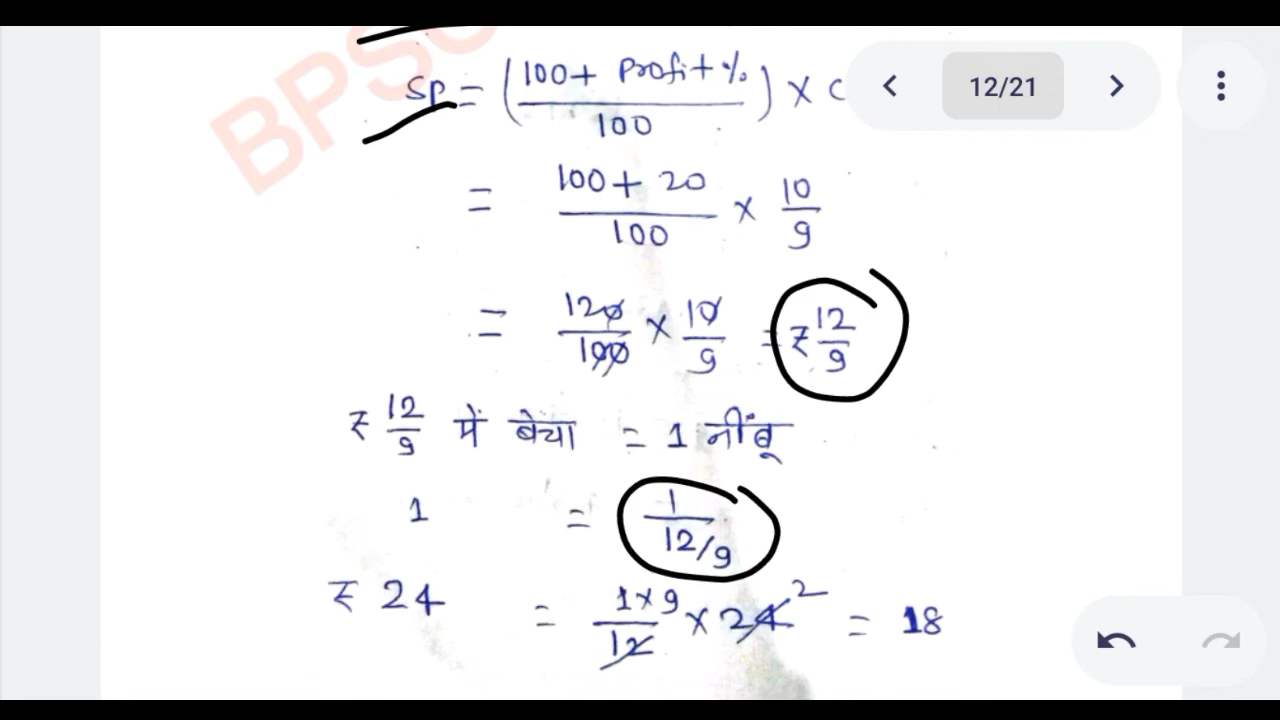 BPSC
SP = (100 + Profit % / 100) × C
12/21
= 100 + 20 / 100 × 10/9
= 120/100 × 10/9 = ₹ 12/9
₹ 12/9 में बेचा = 1 नींबू
1 = 1 / 12/9
₹ 24 = 1×9 / 12 × 24 2 = 18